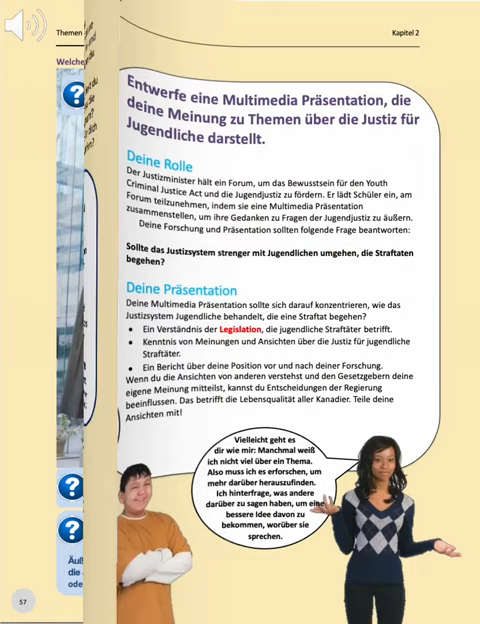 Themen
Kapitel 2
Welche
Entwerfe eine Multimedia Präsentation, die
deine Meinung zu Themen über die Justiz für
Jugendliche darstellt.
Deine Rolle
Der Justizminister hält ein Forum, um das Bewusstsein für den Youth
Criminal Justice Act und die Jugendjustiz zu fördern. Er lädt Schüler ein, am
Forum teilzunehmen, indem sie eine Multimedia Präsentation
zusammenstellen, um ihre Gedanken zu Fragen der Jugendjustiz zu äußern.
Deine Forschung und Präsentation sollten folgende Frage beantworten:
Sollte das Justizsystem strenger mit Jugendlichen umgehen, die Straftaten
begehen?
Deine Präsentation
Deine Multimedia Präsentation sollte sich darauf konzentrieren, wie das
Justizsystem Jugendliche behandelt, die eine Straftat begehen?
• Ein Verständnis der Legislation, die jugendliche Straftäter betrifft.
• Kenntnis von Meinungen und Ansichten über die Justiz für jugendliche
Straftäter.
• Ein Bericht über deine Position vor und nach deiner Forschung.
Wenn du die Ansichten von anderen verstehst und den Gesetzgebern deine
eigene Meinung mitteilst, kannst du Entscheidungen der Regierung
beeinflussen. Das betrifft die Lebensqualität aller Kanadier. Teile deine
Ansichten mit!
Vielleicht geht es
dir wie mir: Manchmal weiß
ich nicht viel über ein Thema.
Also muss ich es erforschen, um
mehr darüber herauszufinden.
Ich hinterfrage, was andere
darüber zu sagen haben, um eine
bessere Idee davon zu
bekommen, worüber sie
sprechen.
?
?
?
Äuß
die
ode
57